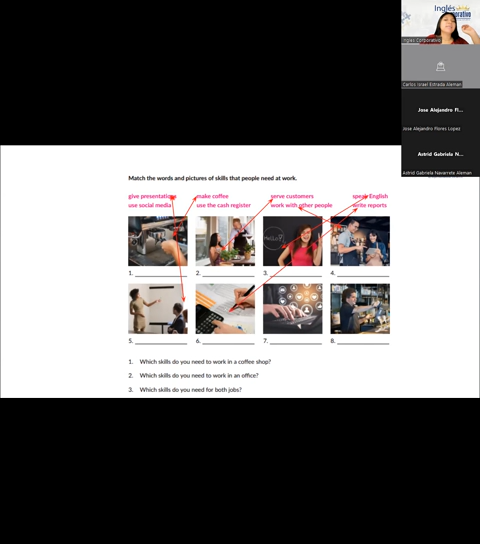 Inglés
Corporativo
Inglés Corporativo
Carlos Israel Estrada Aleman
Jose Alejandro Fl...
Jose Alejandro Flores Lopez
Astrid Gabriela N...
Astrid Gabriela Navarrete Aleman
Match the words and pictures of skills that people need at work.
give presentations make coffee serve customers speak English
use social media use the cash register work with other people write reports
Hello
1. 2. 3. 4.
5. 6. 7. 8.
1. Which skills do you need to work in a coffee shop?
2. Which skills do you need to work in an office?
3. Which skills do you need for both jobs?